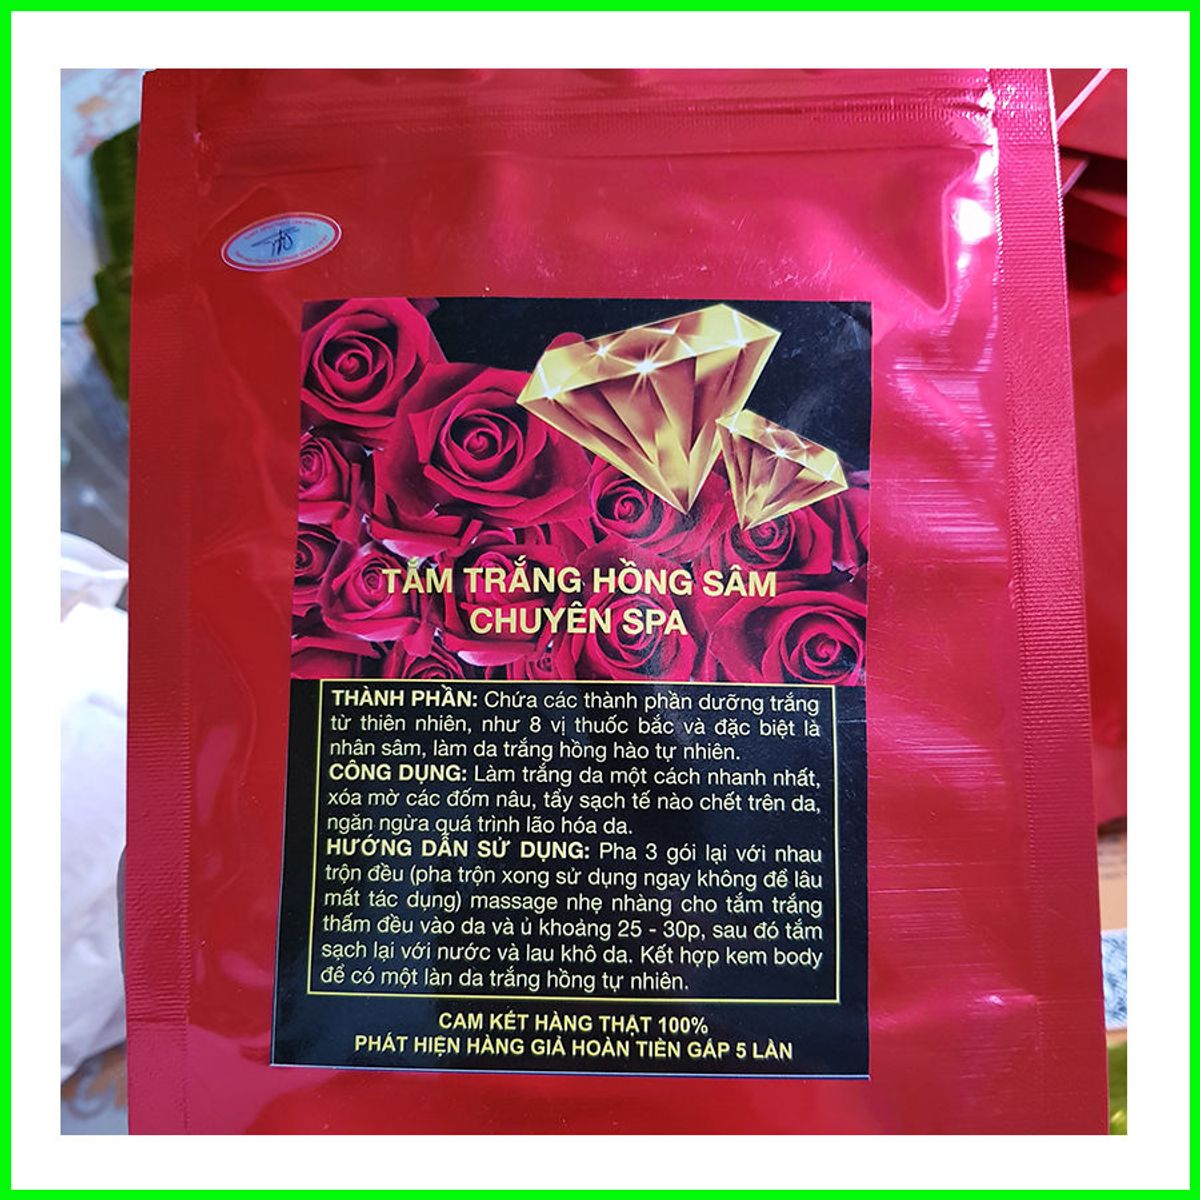 TẮM TRẮNG HỒNG SÂM
CHUYÊN SPA
THÀNH PHẦN: Chứa các thành phần dưỡng trắng
từ thiên nhiên, như 8 vị thuốc bắc và đặc biệt là
nhân sâm, làm da trắng hồng hào tự nhiên.
CÔNG DỤNG: Làm trắng da một cách nhanh nhất,
xóa mờ các đốm nâu, tẩy sạch tế nào chết trên da,
ngăn ngừa quá trình lão hóa da.
HƯỚNG DẪN SỬ DỤNG: Pha 3 gói lại với nhau
trộn đều (pha trộn xong sử dụng ngay không để lâu
mất tác dụng) massage nhẹ nhàng cho tắm trắng
thấm đều vào da và ủ khoảng 25 - 30p, sau đó tắm
sạch lại với nước và lau khô da. Kết hợp kem body
để có một làn da trắng hồng tự nhiên.
CAM KẾT HÀNG THẬT 100%
PHÁT HIỆN HÀNG GIẢ HOÀN TIỀN GẤP 5 LẦN